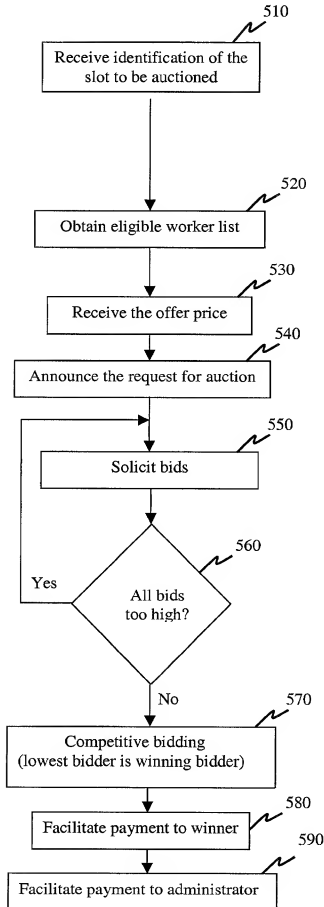 510
Receive identification of the
slot to be auctioned
520
Obtain eligible worker list
530
Receive the offer price
540
Announce the request for auction
550
Solicit bids
560
All bids
too high?
Yes
No
570
Competitive bidding
(lowest bidder is winning bidder)
580
Facilitate payment to winner
590
Facilitate payment to administrator